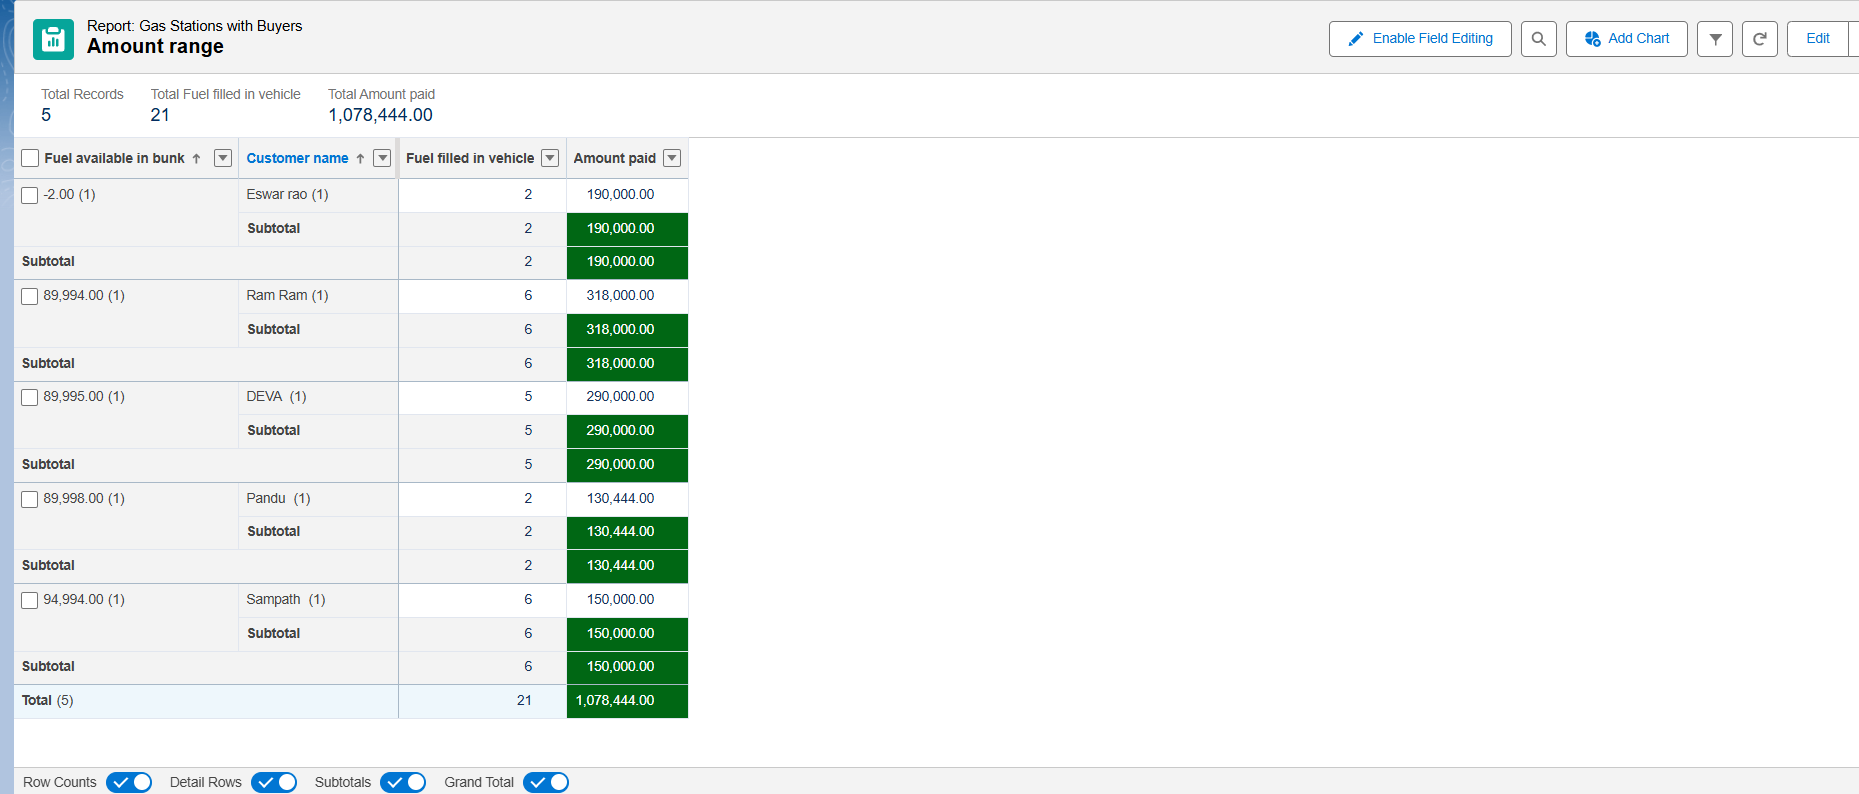 Report: Gas Stations with Buyers
Amount range
Enable Field Editing
Add Chart
Edit
Total Records Total Fuel filled in vehicle Total Amount paid
5 21 1,078,444.00
Fuel available in bunk ↑ Customer name ↑ Fuel filled in vehicle Amount paid
-2.00 (1) Eswar rao (1) 2 190,000.00
Subtotal 2 190,000.00
Subtotal 2 190,000.00
89,994.00 (1) Ram Ram (1) 6 318,000.00
Subtotal 6 318,000.00
Subtotal 6 318,000.00
89,995.00 (1) DEVA (1) 5 290,000.00
Subtotal 5 290,000.00
Subtotal 5 290,000.00
89,998.00 (1) Pandu (1) 2 130,444.00
Subtotal 2 130,444.00
Subtotal 2 130,444.00
94,994.00 (1) Sampath (1) 6 150,000.00
Subtotal 6 150,000.00
Subtotal 6 150,000.00
Total (5) 21 1,078,444.00
Row Counts Detail Rows Subtotals Grand Total